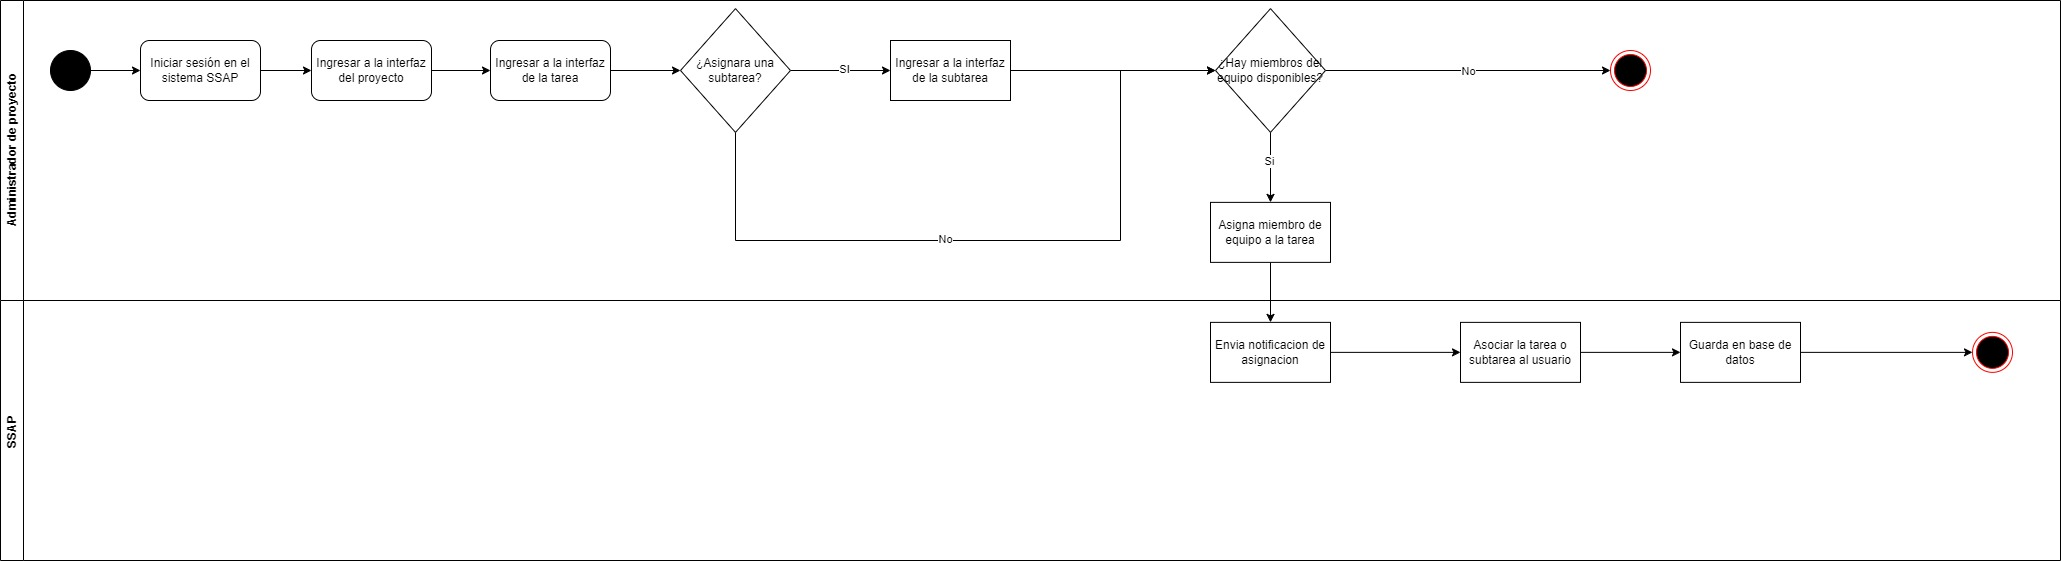 Administrador de proyecto
Iniciar sesión en el
sistema SSAP
Ingresar a la interfaz
del proyecto
Ingresar a la interfaz
de la tarea
¿Asignara una
subtarea?
SI
Ingresar a la interfaz
de la subtarea
¿Hay miembros del
equipo disponibles?
No
Si
No
Asigna miembro de
equipo a la tarea
SSAP
Envia notificacion de
asignacion
Asociar la tarea o
subtarea al usuario
Guarda en base de
datos